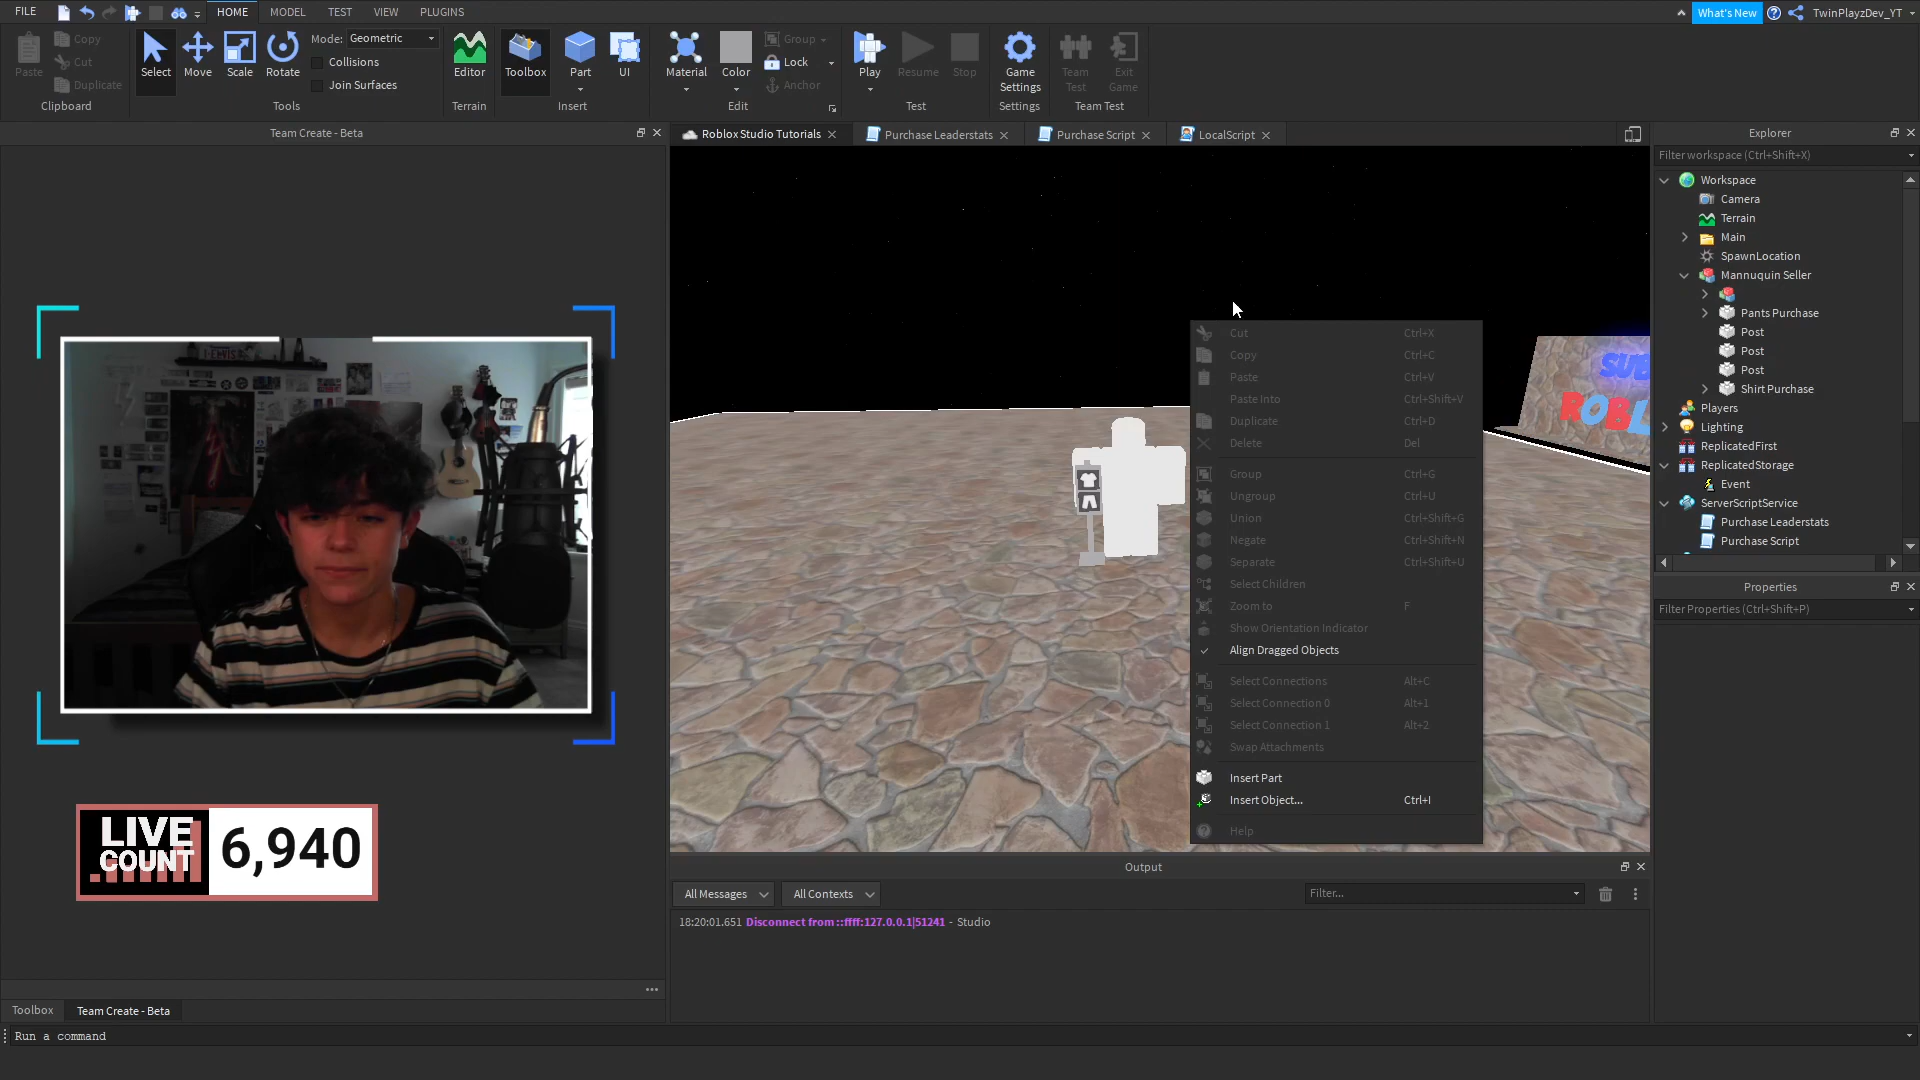 FILE
HOME
MODEL
TEST
VIEW
PLUGINS
What's New
TwinPlayzDev_YT
Paste
Copy
Cut
Duplicate
Clipboard
Select
Move
Scale
Rotate
Mode: Geometric
Collisions
Join Surfaces
Tools
Editor
Terrain
Toolbox
Part
UI
Insert
Material
Color
Group
Lock
Anchor
Edit
Play
Resume
Stop
Test
Game
Settings
Settings
Team
Test
Exit
Game
Team Test
Team Create - Beta
Roblox Studio Tutorials
Purchase Leaderstats
Purchase Script
LocalScript
Explorer
Filter workspace (Ctrl+Shift+X)
Workspace
Camera
Terrain
Main
SpawnLocation
Mannuquin Seller
Pants Purchase
Post
Post
Post
Shirt Purchase
Players
Lighting
ReplicatedFirst
ReplicatedStorage
Event
ServerScriptService
Purchase Leaderstats
Purchase Script
Properties
Filter Properties (Ctrl+Shift+P)
SUB
ROBL
Cut Ctrl+X
Copy Ctrl+C
Paste Ctrl+V
Paste Into Ctrl+Shift+V
Duplicate Ctrl+D
Delete Del
Group Ctrl+G
Ungroup Ctrl+U
Union Ctrl+Shift+G
Negate Ctrl+Shift+N
Separate Ctrl+Shift+U
Select Children
Zoom to F
Show Orientation Indicator
Align Dragged Objects
Select Connections Alt+C
Select Connection 0 Alt+1
Select Connection 1 Alt+2
Swap Attachments
Insert Part
Insert Object... Ctrl+I
Help
LIVE
COUNT
6,940
Output
All Messages
All Contexts
Filter...
18:20:01.651 Disconnect from ::ffff:127.0.0.1|51241 - Studio
Toolbox
Team Create - Beta
Run a command